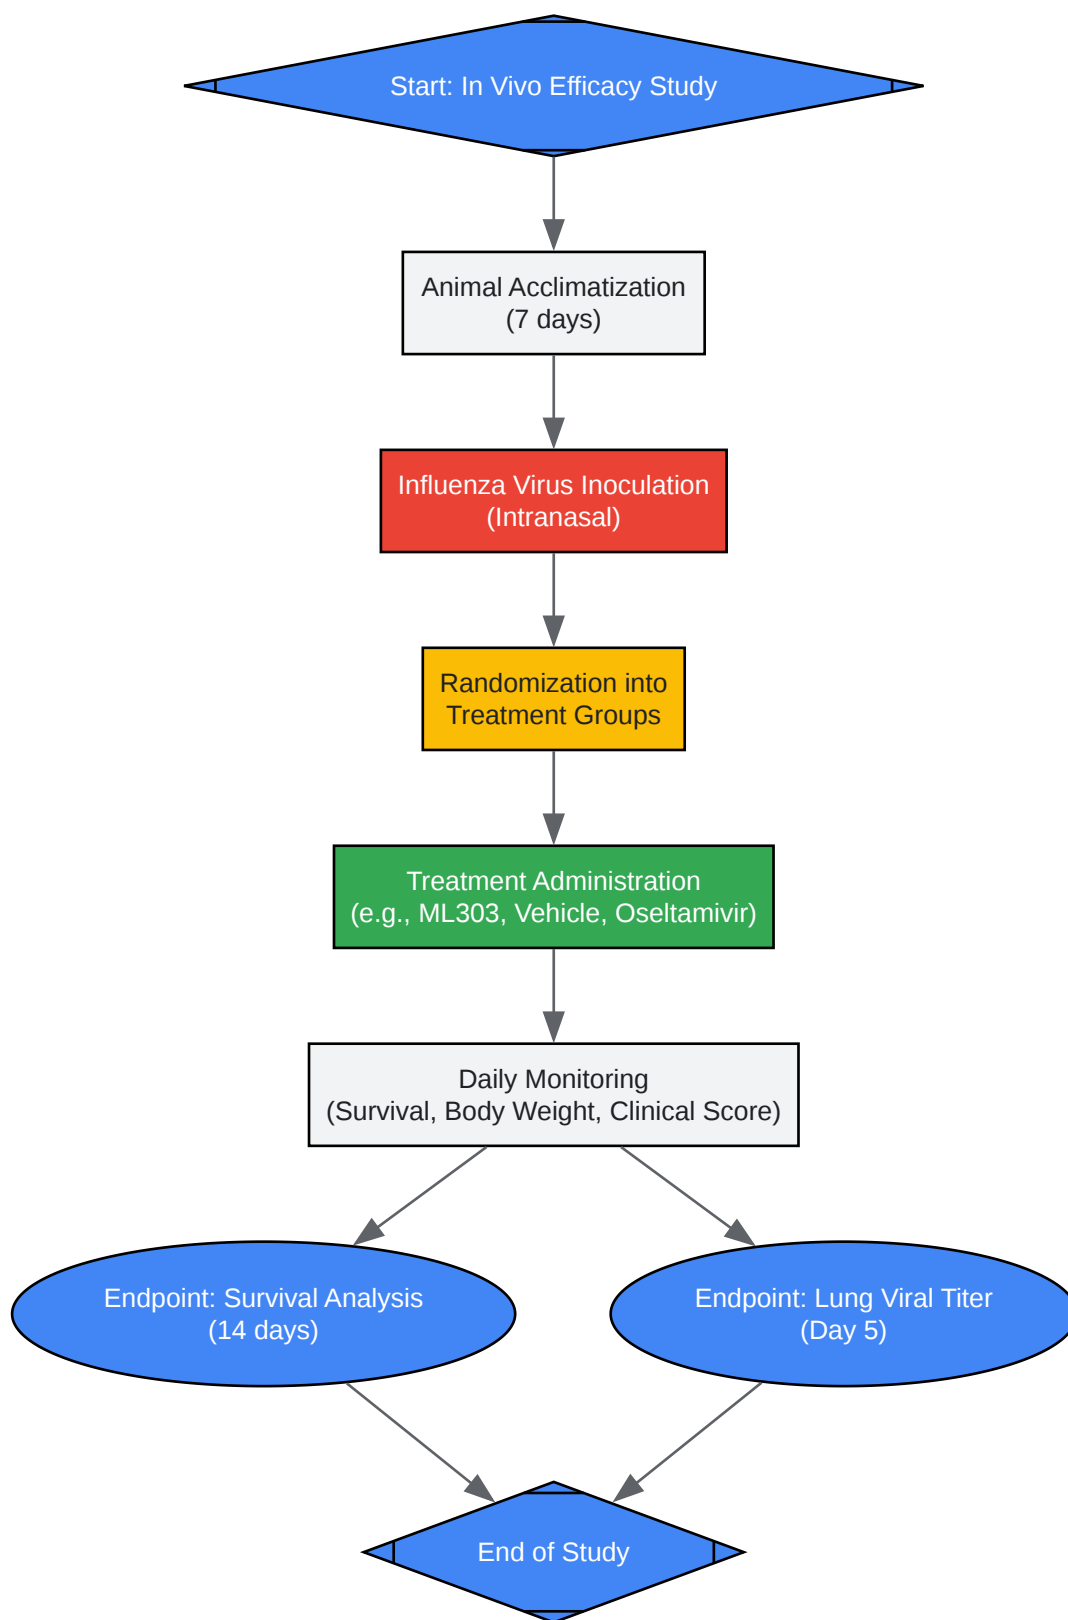 Start: In Vivo Efficacy Study
Animal Acclimatization
(7 days)
Influenza Virus Inoculation
(Intranasal)
Randomization into
Treatment Groups
Treatment Administration
(e.g., ML303, Vehicle, Oseltamivir)
Daily Monitoring
(Survival, Body Weight, Clinical Score)
Endpoint: Survival Analysis
(14 days)
Endpoint: Lung Viral Titer
(Day 5)
End of Study